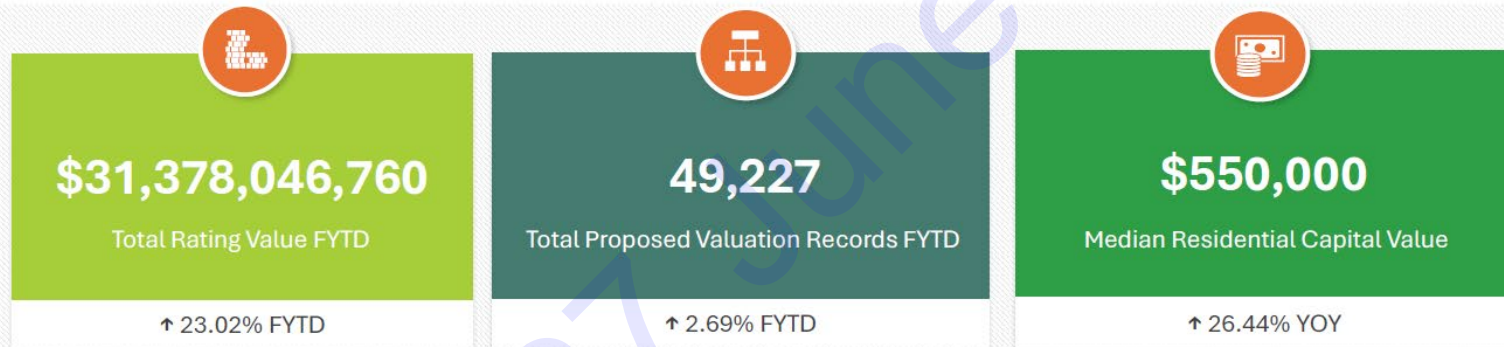 $31,378,046,760
Total Rating Value FYTD
↑ 23.02% FYTD
49,227
Total Proposed Valuation Records FYTD
↑ 2.69% FYTD
$550,000
Median Residential Capital Value
↑ 26.44% YOY
June